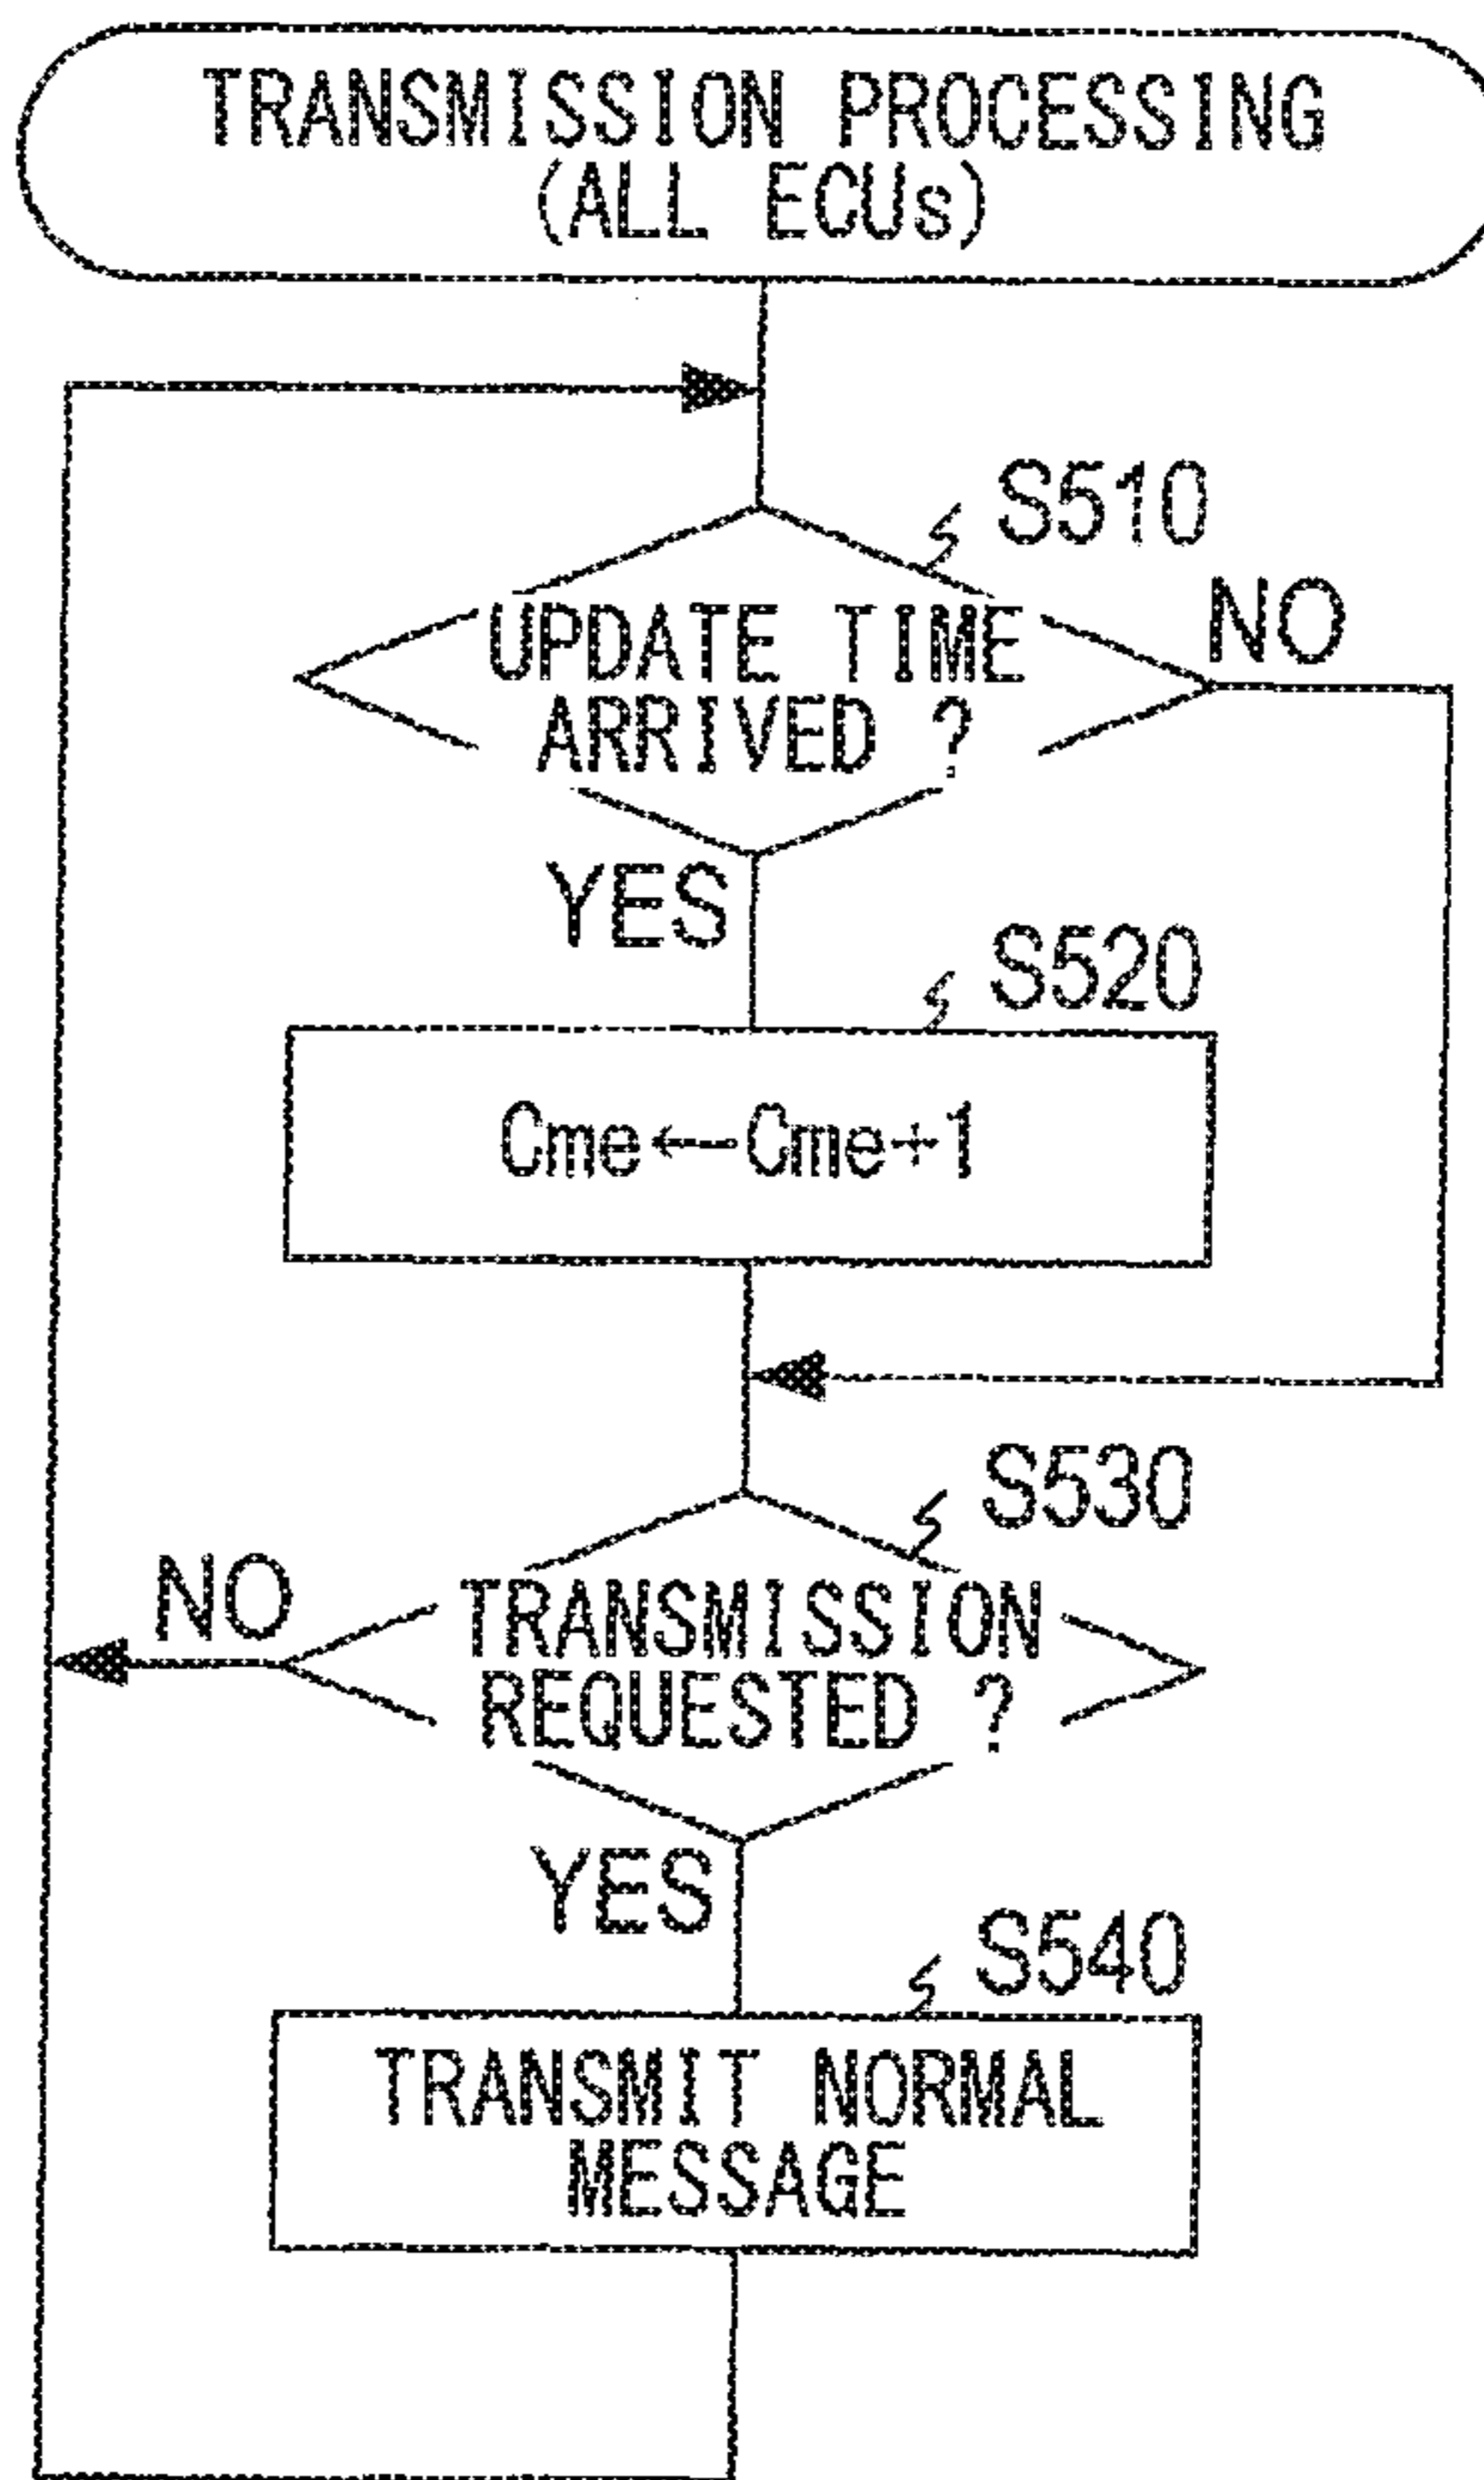 TRANSMISSION PROCESSING
(ALL ECUs)
S510
UPDATE TIME
ARRIVED ?
NO
YES
S520
Cme←Cme+1
S530
TRANSMISSION
REQUESTED ?
NO
YES
S540
TRANSMIT NORMAL
MESSAGE